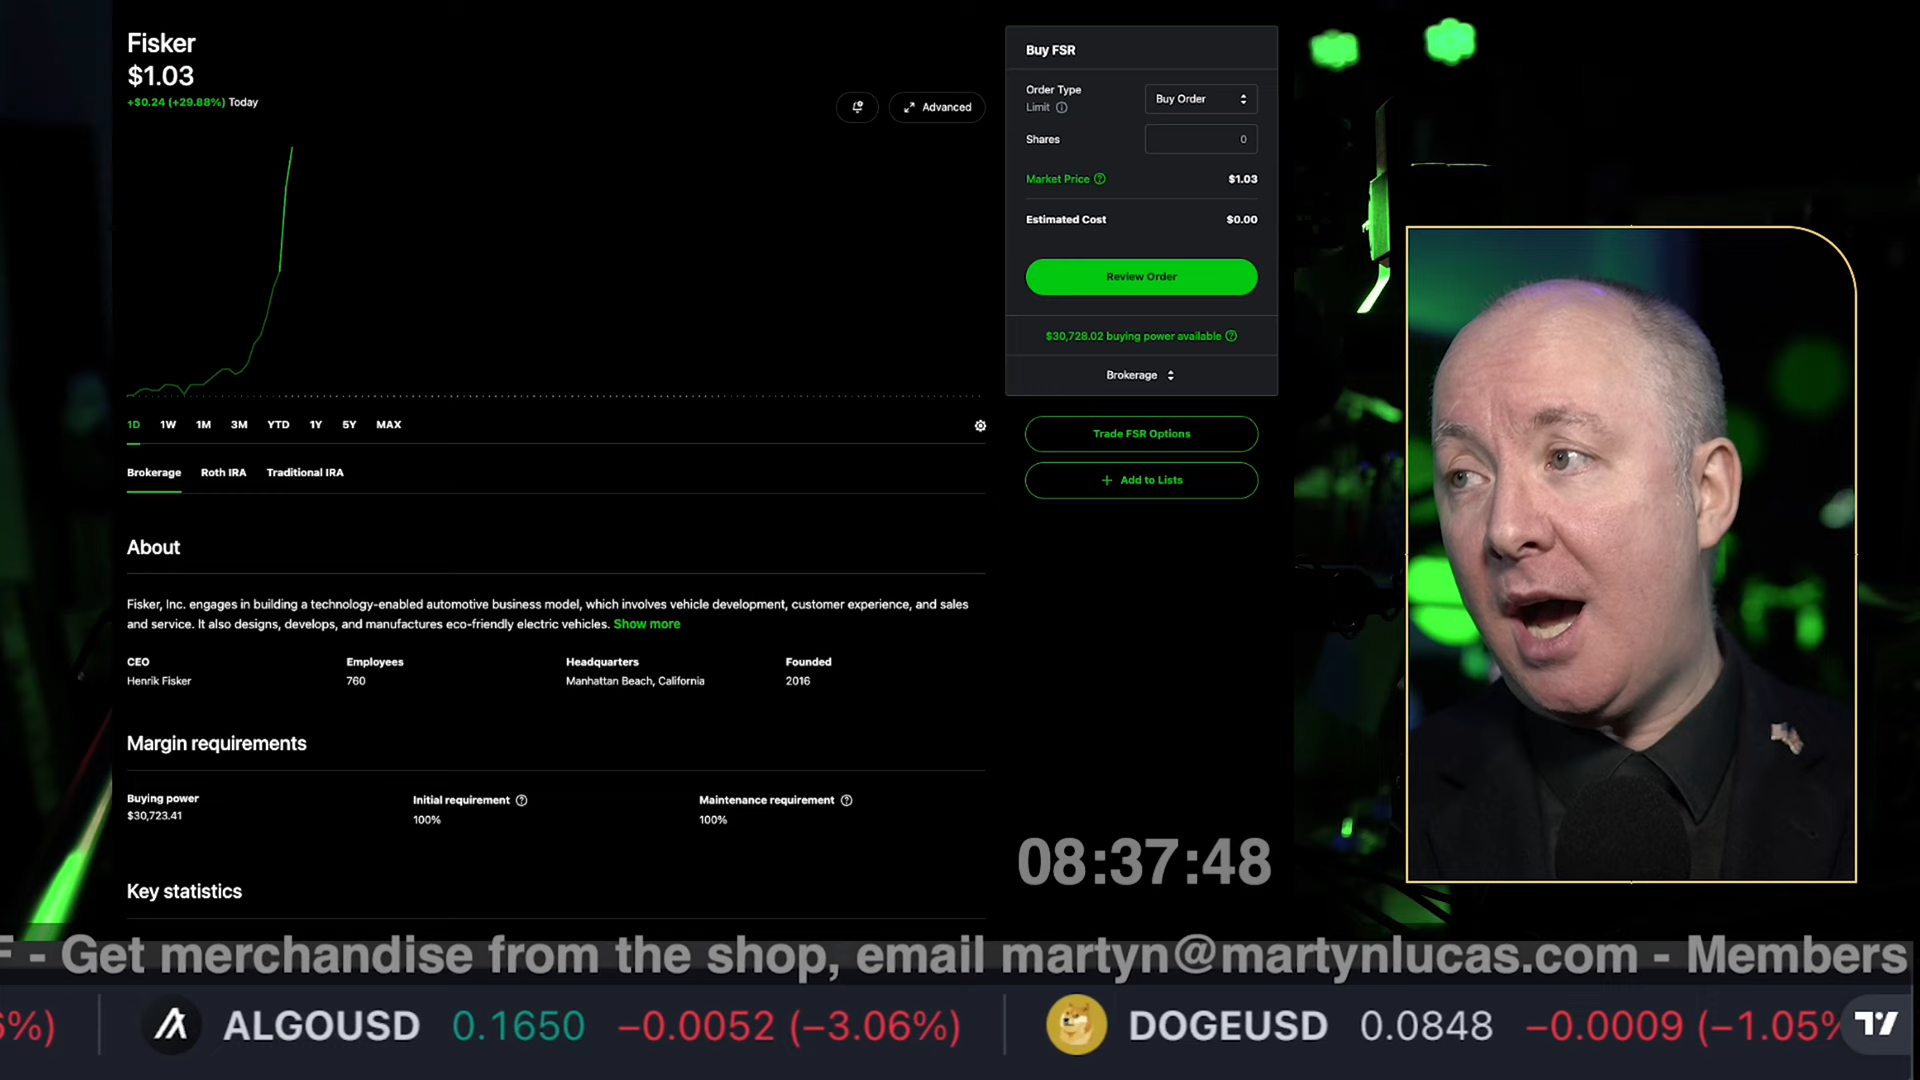 Fisker
$1.03
+$0.24 (+29.88%) Today
Advanced
1D 1W 1M 3M YTD 1Y 5Y MAX
Brokerage Roth IRA Traditional IRA
About
Fisker, Inc. engages in building a technology-enabled automotive business model, which involves vehicle development, customer experience, and sales
and service. It also designs, develops, and manufactures eco-friendly electric vehicles. Show more
CEO Employees Headquarters Founded
Henrik Fisker 760 Manhattan Beach, California 2016
Margin requirements
Buying power Initial requirement Maintenance requirement
$30,723.41 100% 100%
Key statistics
Buy FSR
Order Type
Limit
Buy Order
Shares 0
Market Price $1.03
Estimated Cost $0.00
Review Order
$30,728.02 buying power available
Brokerage
Trade FSR Options
+ Add to Lists
08:37:48
F - Get merchandise from the shop, email martyn@martynlucas.com - Members
6%) ALGOUSD 0.1650 −0.0052 (−3.06%) DOGEUSD 0.0848 −0.0009 (−1.05%